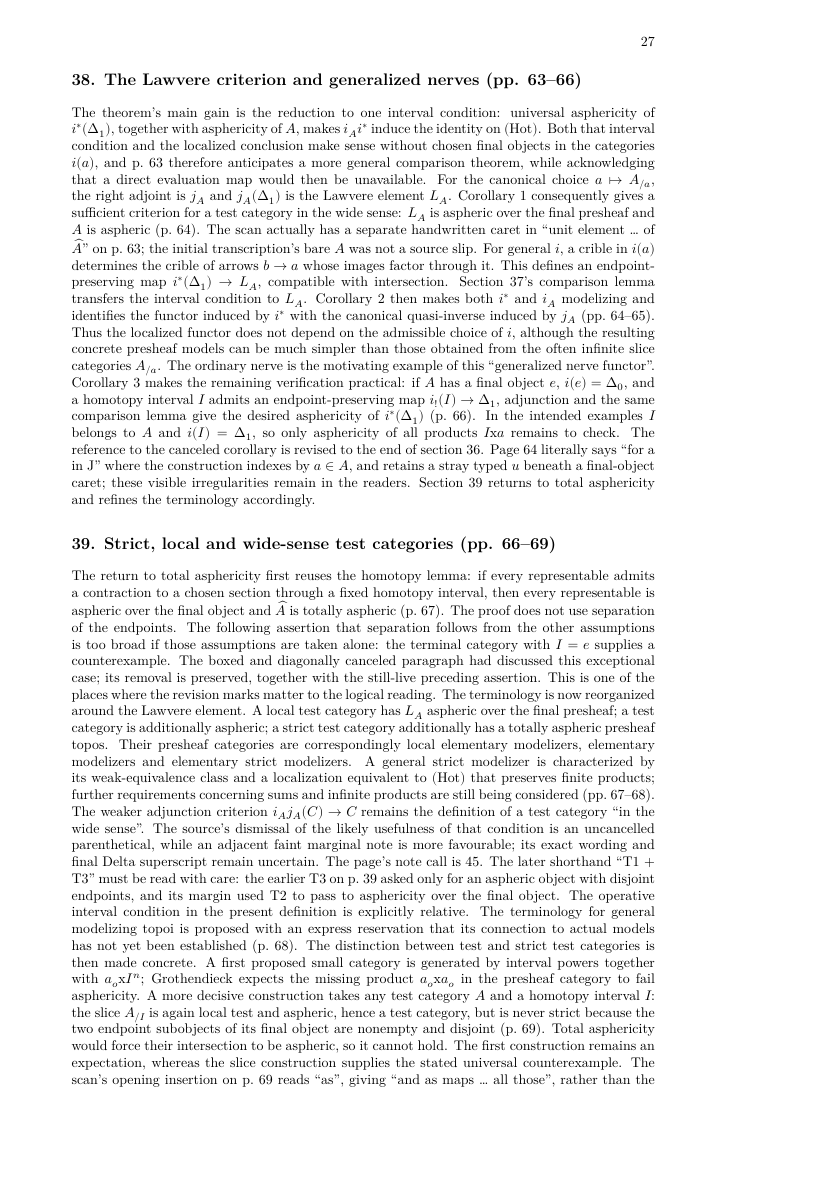 27
38. The Lawvere criterion and generalized nerves (pp. 63–66)
The theorem's main gain is the reduction to one interval condition: universal asphericity of
i*(Δ₁), together with asphericity of A, makes i_A i* induce the identity on (Hot). Both that interval
condition and the localized conclusion make sense without chosen final objects in the categories
i(a), and p. 63 therefore anticipates a more general comparison theorem, while acknowledging
that a direct evaluation map would then be unavailable. For the canonical choice a ↦ A_{/a},
the right adjoint is j_A and j_A(Δ₁) is the Lawvere element L_A. Corollary 1 consequently gives a
sufficient criterion for a test category in the wide sense: L_A is aspheric over the final presheaf and
A is aspheric (p. 64). The scan actually has a separate handwritten caret in “unit element … of
Â” on p. 63; the initial transcription's bare A was not a source slip. For general i, a crible in i(a)
determines the crible of arrows b → a whose images factor through it. This defines an endpoint-
preserving map i*(Δ₁) → L_A, compatible with intersection. Section 37's comparison lemma
transfers the interval condition to L_A. Corollary 2 then makes both i* and i_A modelizing and
identifies the functor induced by i* with the canonical quasi-inverse induced by j_A (pp. 64–65).
Thus the localized functor does not depend on the admissible choice of i, although the resulting
concrete presheaf models can be much simpler than those obtained from the often infinite slice
categories A_{/a}. The ordinary nerve is the motivating example of this “generalized nerve functor”.
Corollary 3 makes the remaining verification practical: if A has a final object e, i(e) = Δ₀, and
a homotopy interval I admits an endpoint-preserving map i_!(I) → Δ₁, adjunction and the same
comparison lemma give the desired asphericity of i*(Δ₁) (p. 66). In the intended examples I
belongs to A and i(I) = Δ₁, so only asphericity of all products Ixa remains to check. The
reference to the canceled corollary is revised to the end of section 36. Page 64 literally says “for a
in J” where the construction indexes by a ∈ A, and retains a stray typed u beneath a final-object
caret; these visible irregularities remain in the readers. Section 39 returns to total asphericity
and refines the terminology accordingly.
39. Strict, local and wide-sense test categories (pp. 66–69)
The return to total asphericity first reuses the homotopy lemma: if every representable admits
a contraction to a chosen section through a fixed homotopy interval, then every representable is
aspheric over the final object and Â is totally aspheric (p. 67). The proof does not use separation
of the endpoints. The following assertion that separation follows from the other assumptions
is too broad if those assumptions are taken alone: the terminal category with I = e supplies a
counterexample. The boxed and diagonally canceled paragraph had discussed this exceptional
case; its removal is preserved, together with the still-live preceding assertion. This is one of the
places where the revision marks matter to the logical reading. The terminology is now reorganized
around the Lawvere element. A local test category has L_A aspheric over the final presheaf; a test
category is additionally aspheric; a strict test category additionally has a totally aspheric presheaf
topos. Their presheaf categories are correspondingly local elementary modelizers, elementary
modelizers and elementary strict modelizers. A general strict modelizer is characterized by
its weak-equivalence class and a localization equivalent to (Hot) that preserves finite products;
further requirements concerning sums and infinite products are still being considered (pp. 67–68).
The weaker adjunction criterion i_A j_A(C) → C remains the definition of a test category “in the
wide sense”. The source's dismissal of the likely usefulness of that condition is an uncancelled
parenthetical, while an adjacent faint marginal note is more favourable; its exact wording and
final Delta superscript remain uncertain. The page's note call is 45. The later shorthand “T1 +
T3” must be read with care: the earlier T3 on p. 39 asked only for an aspheric object with disjoint
endpoints, and its margin used T2 to pass to asphericity over the final object. The operative
interval condition in the present definition is explicitly relative. The terminology for general
modelizing topoi is proposed with an express reservation that its connection to actual models
has not yet been established (p. 68). The distinction between test and strict test categories is
then made concrete. A first proposed small category is generated by interval powers together
with a_o xIⁿ; Grothendieck expects the missing product a_o xa_o in the presheaf category to fail
asphericity. A more decisive construction takes any test category A and a homotopy interval I:
the slice A_{/I} is again local test and aspheric, hence a test category, but is never strict because the
two endpoint subobjects of its final object are nonempty and disjoint (p. 69). Total asphericity
would force their intersection to be aspheric, so it cannot hold. The first construction remains an
expectation, whereas the slice construction supplies the stated universal counterexample. The
scan's opening insertion on p. 69 reads “as”, giving “and as maps … all those”, rather than the